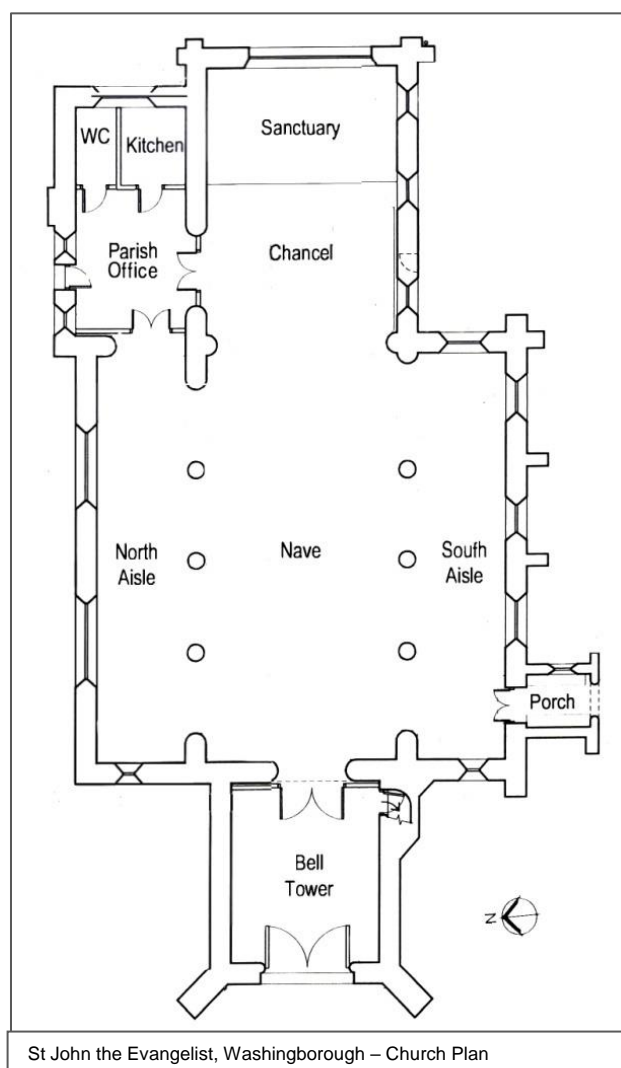 Sanctuary
WC
Kitchen
Parish
Office
Chancel
North
Aisle
Nave
South
Aisle
Porch
Bell
Tower
N
St John the Evangelist, Washingborough – Church Plan